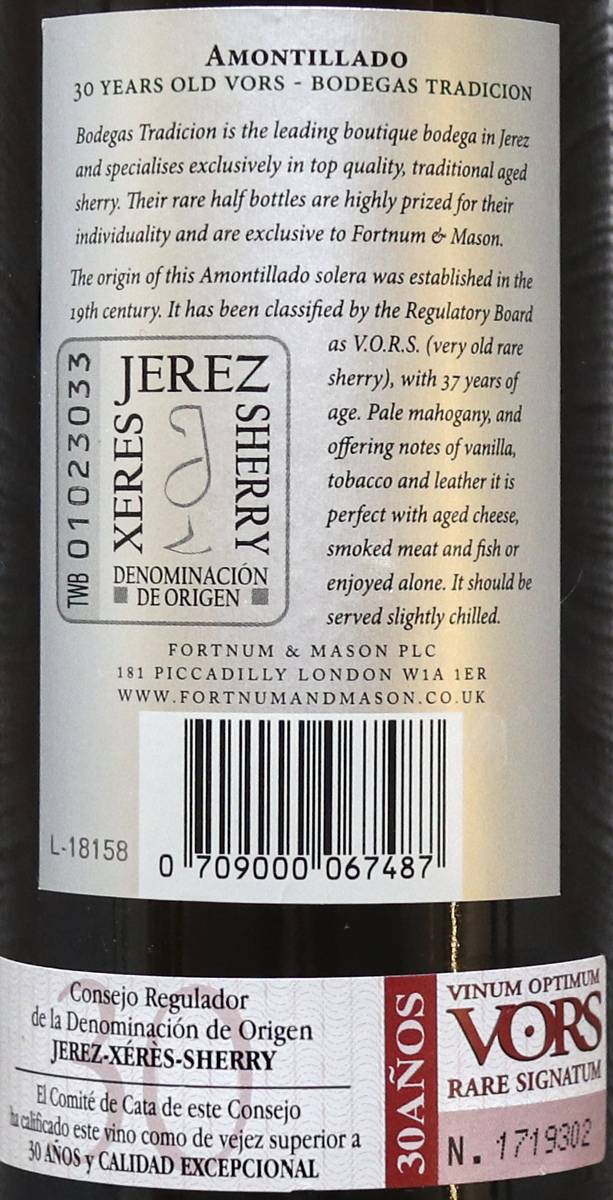 AMONTILLADO
30 YEARS OLD VORS - BODEGAS TRADICION
Bodegas Tradicion is the leading boutique bodega in Jerez
and specialises exclusively in top quality, traditional aged
sherry. Their rare half bottles are highly prized for their
individuality and are exclusive to Fortnum & Mason.
The origin of this Amontillado solera was established in the
19th century. It has been classified by the Regulatory Board
as V.O.R.S. (very old rare
sherry), with 37 years of
age. Pale mahogany, and
offering notes of vanilla,
tobacco and leather it is
perfect with aged cheese,
smoked meat and fish or
enjoyed alone. It should be
served slightly chilled.
TWB 01023033
JEREZ
XERES
SHERRY
DENOMINACIÓN
DE ORIGEN
FORTNUM & MASON PLC
181 PICCADILLY LONDON W1A 1ER
WWW.FORTNUMANDMASON.CO.UK
L-18158
0 709000 067487
30
Consejo Regulador
de la Denominación de Origen
JEREZ-XÉRÈS-SHERRY
El Comité de Cata de este Consejo
ha calificado este vino como de vejez superior a
30 AÑOS y CALIDAD EXCEPCIONAL
30 AÑOS
VINUM OPTIMUM
VORS
RARE SIGNATUM
N. 1719302